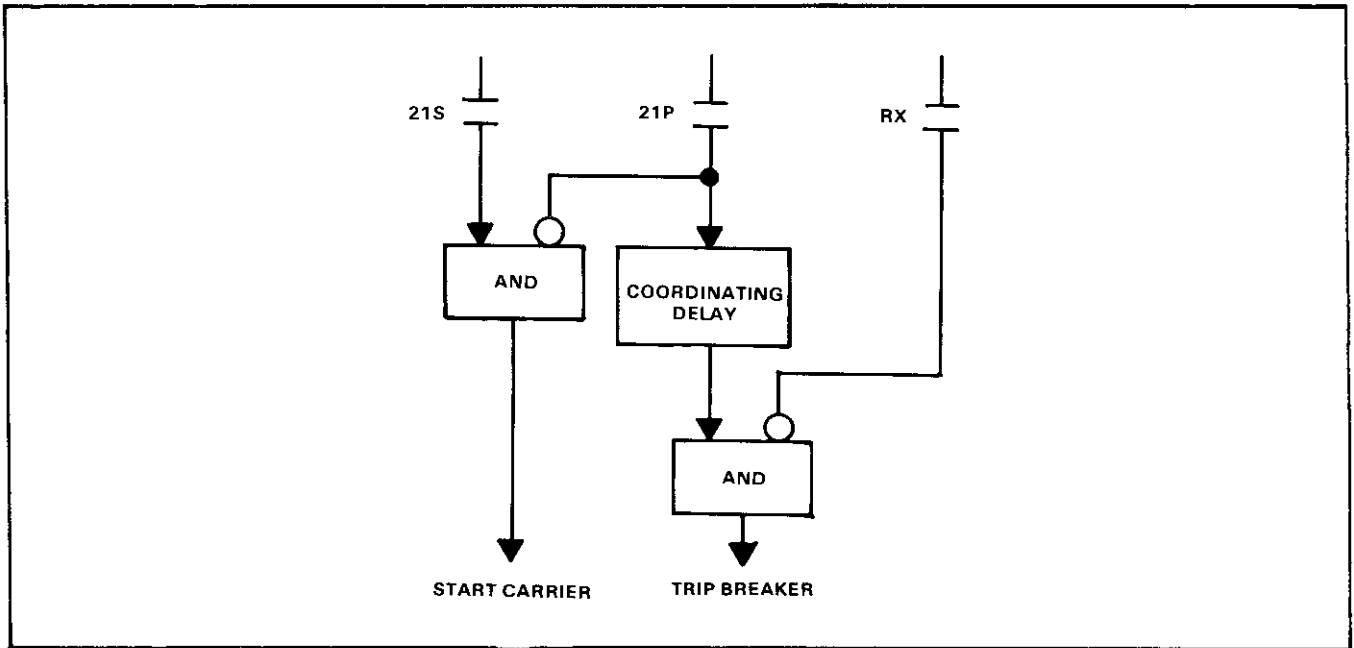 21S
21P
RX
AND
COORDINATING
DELAY
AND
START CARRIER
TRIP BREAKER